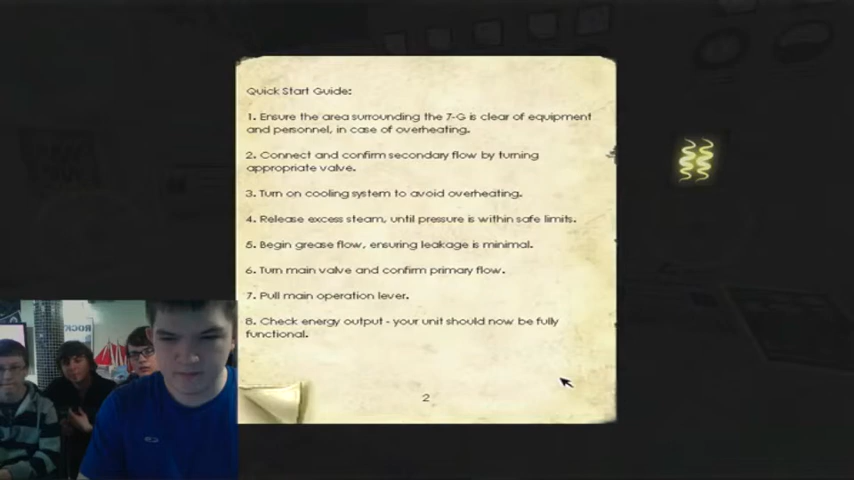 Quick Start Guide:
1. Ensure the area surrounding the 7-G is clear of equipment
and personnel, in case of overheating.
2. Connect and confirm secondary flow by turning
appropriate valve.
3. Turn on cooling system to avoid overheating.
4. Release excess steam, until pressure is within safe limits.
5. Begin grease flow, ensuring leakage is minimal.
6. Turn main valve and confirm primary flow.
7. Pull main operation lever.
8. Check energy output - your unit should now be fully
functional.
2
ROCK